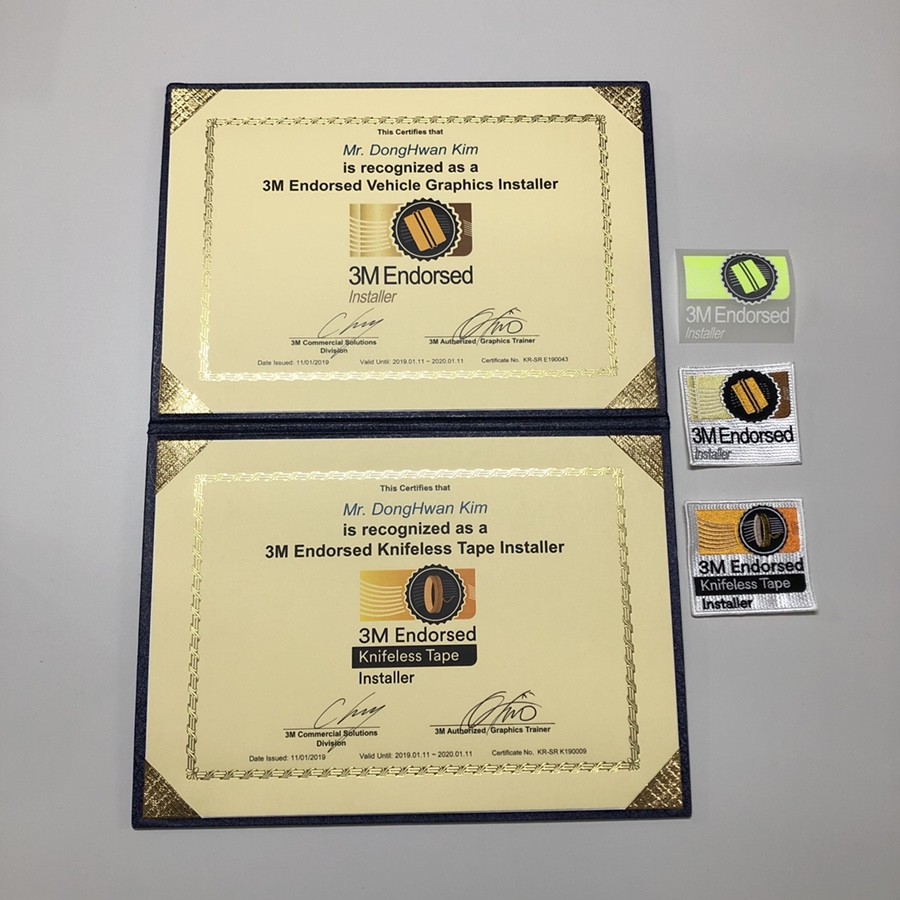 This Certifies that
Mr. DongHwan Kim
is recognized as a
3M Endorsed Vehicle Graphics Installer
3M Endorsed
Installer
3M Commercial Solutions
Division
3M Authorized Graphics Trainer
Date Issued: 11/01/2019
Valid Until: 2019.01.11 ~ 2020.01.11
Certificate No. KR-SR E190043
This Certifies that
Mr. DongHwan Kim
is recognized as a
3M Endorsed Knifeless Tape Installer
3M Endorsed
Knifeless Tape
Installer
3M Commercial Solutions
Division
3M Authorized Graphics Trainer
Date Issued: 11/01/2019
Valid Until: 2019.01.11 ~ 2020.01.11
Certificate No. KR-SR K190009
3M Endorsed
Installer
3M Endorsed
Installer
3M Endorsed
Knifeless Tape
Installer